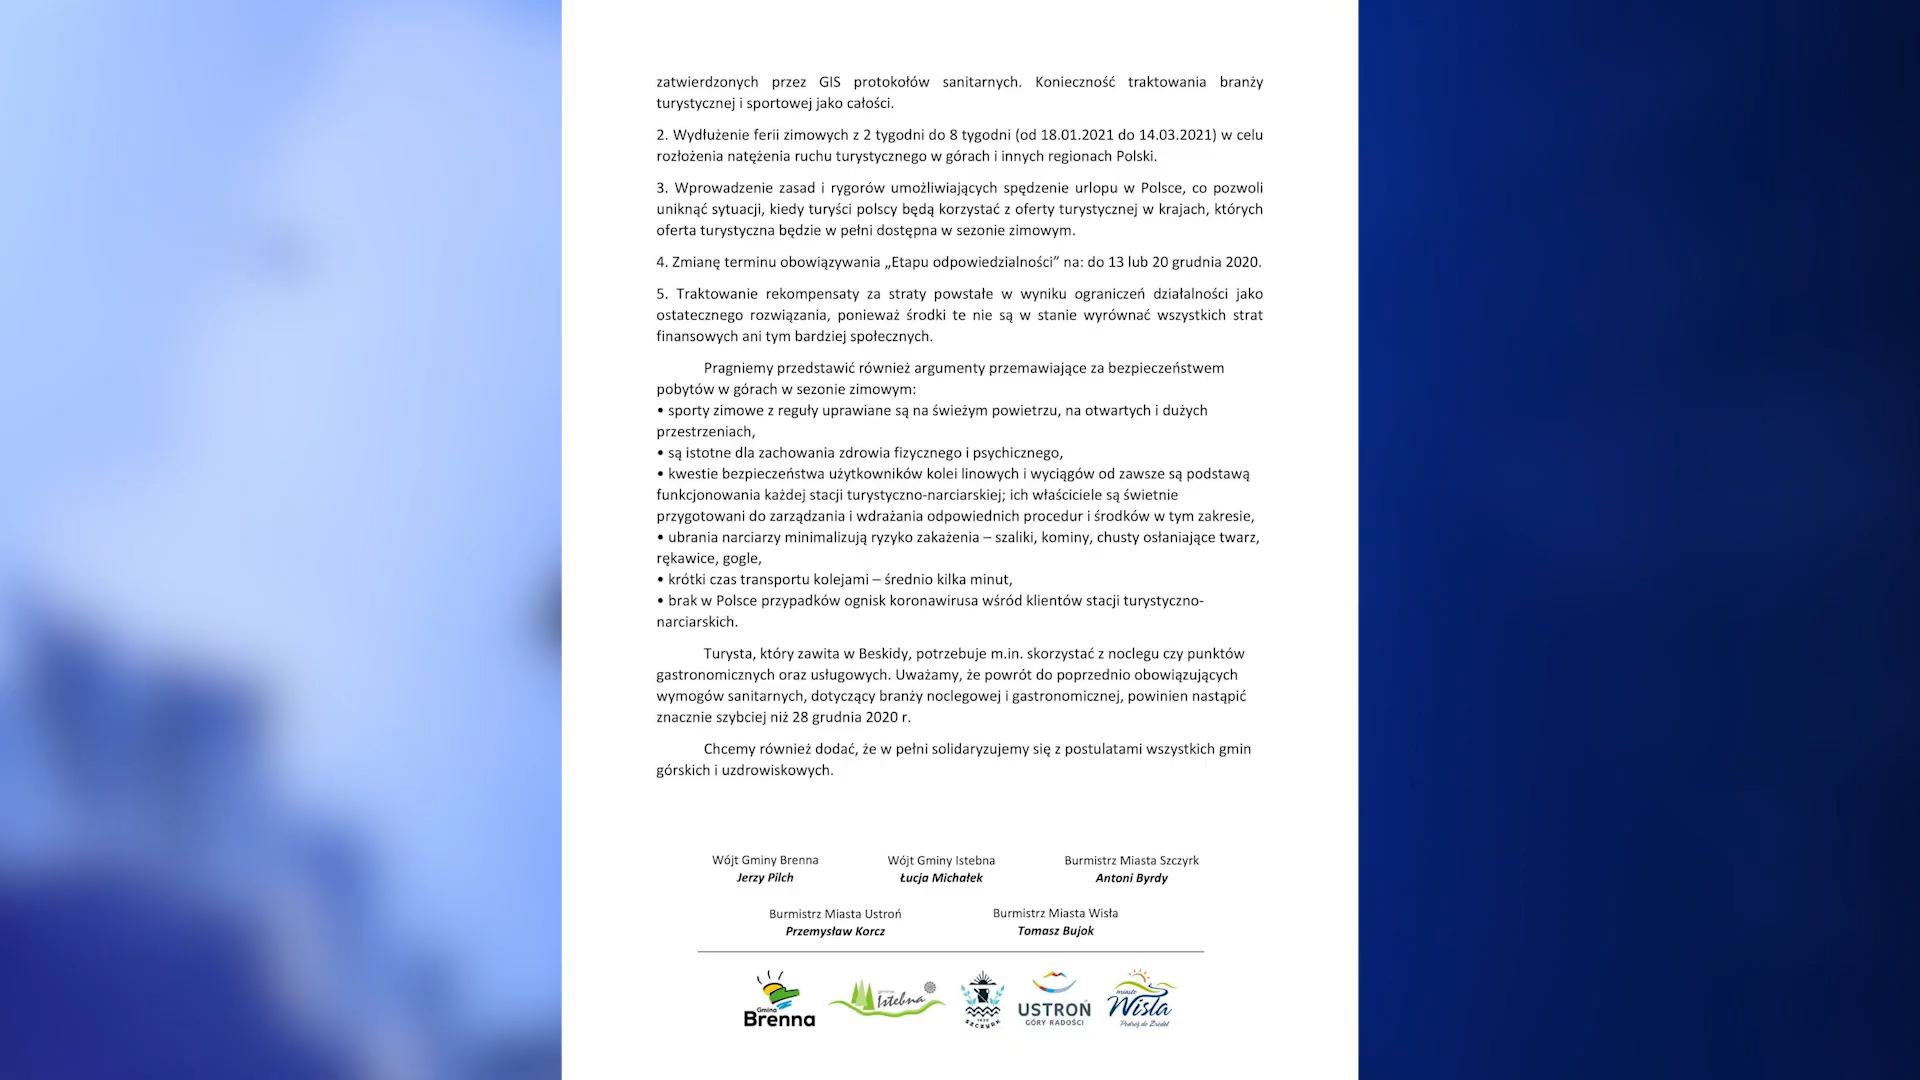 zatwierdzonych przez GIS protokołów sanitarnych. Konieczność traktowania branży
turystycznej i sportowej jako całości.
2. Wydłużenie ferii zimowych z 2 tygodni do 8 tygodni (od 18.01.2021 do 14.03.2021) w celu
rozłożenia natężenia ruchu turystycznego w górach i innych regionach Polski.
3. Wprowadzenie zasad i rygorów umożliwiających spędzenie urlopu w Polsce, co pozwoli
uniknąć sytuacji, kiedy turyści polscy będą korzystać z oferty turystycznej w krajach, których
oferta turystyczna będzie w pełni dostępna w sezonie zimowym.
4. Zmianę terminu obowiązywania „Etapu odpowiedzialności” na: do 13 lub 20 grudnia 2020.
5. Traktowanie rekompensaty za straty powstałe w wyniku ograniczeń działalności jako
ostatecznego rozwiązania, ponieważ środki te nie są w stanie wyrównać wszystkich strat
finansowych ani tym bardziej społecznych.
Pragniemy przedstawić również argumenty przemawiające za bezpieczeństwem
pobytów w górach w sezonie zimowym:
• sporty zimowe z reguły uprawiane są na świeżym powietrzu, na otwartych i dużych
przestrzeniach,
• są istotne dla zachowania zdrowia fizycznego i psychicznego,
• kwestie bezpieczeństwa użytkowników kolei linowych i wyciągów od zawsze są podstawą
funkcjonowania każdej stacji turystyczno-narciarskiej; ich właściciele są świetnie
przygotowani do zarządzania i wdrażania odpowiednich procedur i środków w tym zakresie,
• ubrania narciarzy minimalizują ryzyko zakażenia – szaliki, kominy, chusty osłaniające twarz,
rękawice, gogle,
• krótki czas transportu kolejami – średnio kilka minut,
• brak w Polsce przypadków ognisk koronawirusa wśród klientów stacji turystyczno-
narciarskich.
Turysta, który zawita w Beskidy, potrzebuje m.in. skorzystać z noclegu czy punktów
gastronomicznych oraz usługowych. Uważamy, że powrót do poprzednio obowiązujących
wymogów sanitarnych, dotyczący branży noclegowej i gastronomicznej, powinien nastąpić
znacznie szybciej niż 28 grudnia 2020 r.
Chcemy również dodać, że w pełni solidaryzujemy się z postulatami wszystkich gmin
górskich i uzdrowiskowych.
Wójt Gminy Brenna Wójt Gminy Istebna Burmistrz Miasta Szczyrk
Jerzy Pilch Łucja Michałek Antoni Byrdy
Burmistrz Miasta Ustroń Burmistrz Miasta Wisła
Przemysław Korcz Tomasz Bujok
Gmina
Brenna
gmina
Istebna
SZCZYRK
USTROŃ
GÓRY RADOŚCI
miasto
Wisła
Podróż do Źródeł